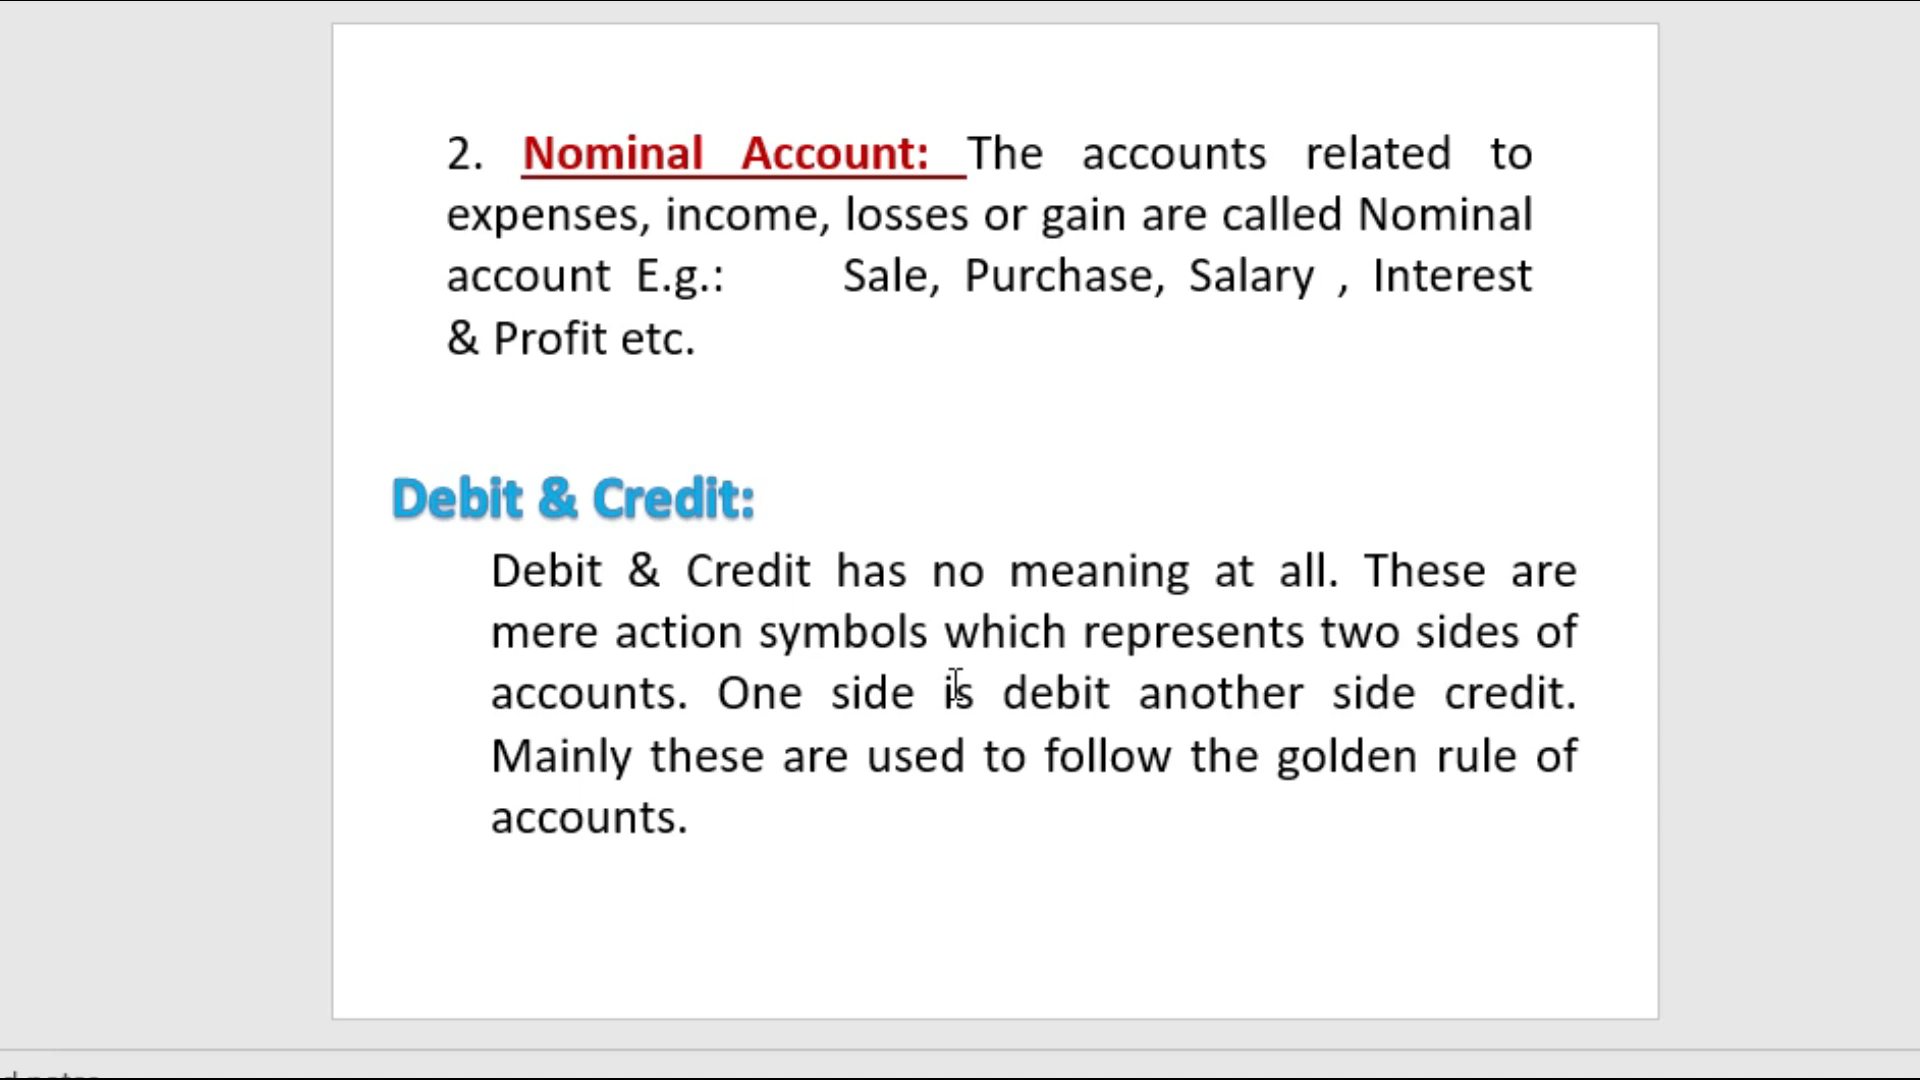 2. Nominal Account: The accounts related to
expenses, income, losses or gain are called Nominal
account E.g.: Sale, Purchase, Salary , Interest
& Profit etc.
Debit & Credit:
Debit & Credit has no meaning at all. These are
mere action symbols which represents two sides of
accounts. One side is debit another side credit.
Mainly these are used to follow the golden rule of
accounts.